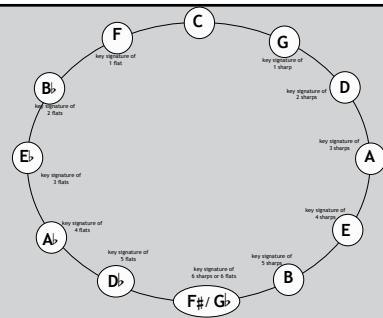 C
F
G
key signature of
1 flat
key signature of
1 sharp
B♭
key signature of
2 flats
D
key signature of
2 sharps
E♭
key signature of
3 flats
A
key signature of
3 sharps
A♭
key signature of
4 flats
E
key signature of
4 sharps
D♭
key signature of
5 flats
B
key signature of
5 sharps
key signature of
6 sharps or 6 flats
F♯/ G♭